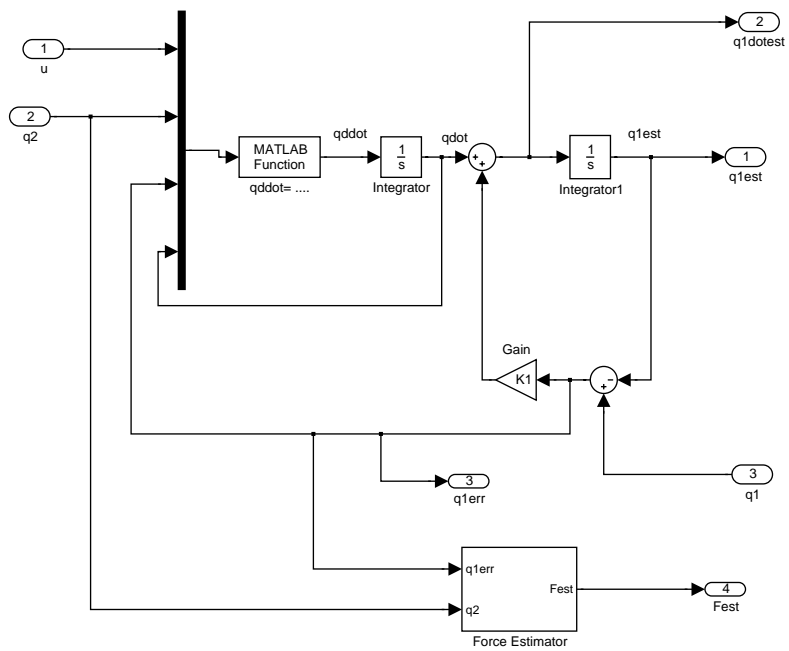 2
q1dotest
1
u
2
q2
MATLAB
Function
qddot= ....
qddot
1
s
Integrator
qdot
+
+
1
s
Integrator1
q1est
1
q1est
Gain
K1
−
+
3
q1err
3
q1
q1err
q2
Fest
Force Estimator
4
Fest